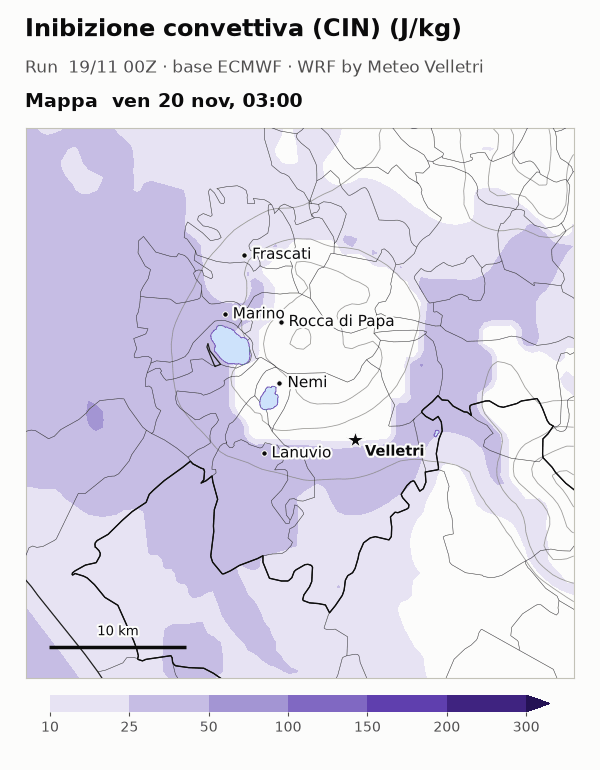 Inibizione convettiva (CIN) (J/kg)
Run 19/11 00Z · base ECMWF · WRF by Meteo Velletri
Mappa ven 20 nov, 03:00
Frascati
Marino
Rocca di Papa
Nemi
Velletri
Lanuvio
10 km
10 25 50 100 150 200 300